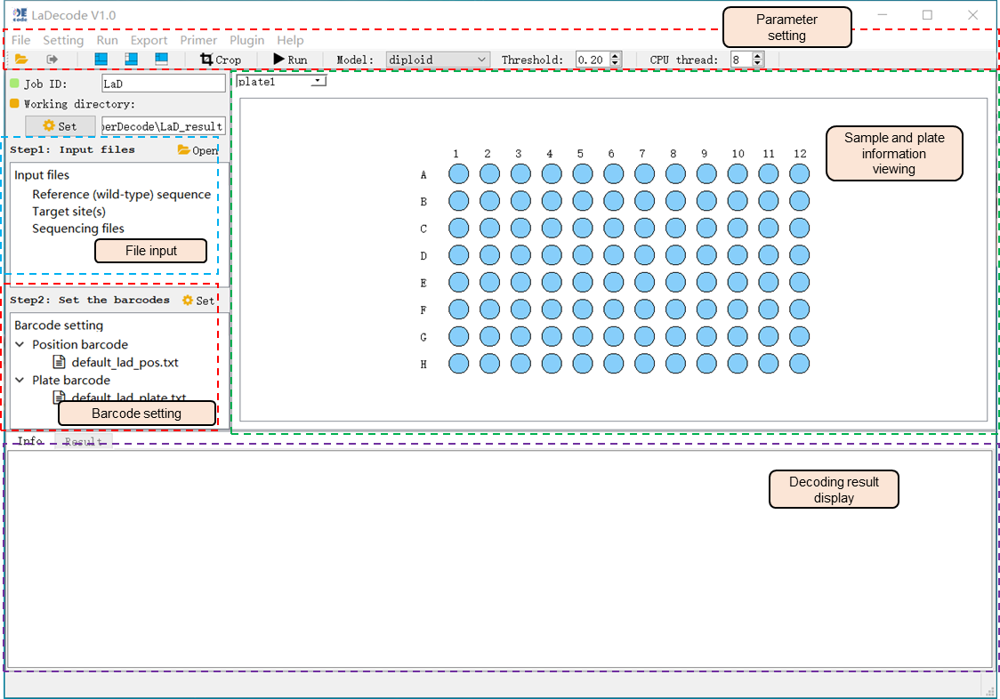 DE
code
LaDecode V1.0
Parameter
setting
File Setting Run Export Primer Plugin Help
Crop Run Model: diploid Threshold: 0.20 CPU thread: 8
Job ID: LaD
Working directory:
Set berDecode\LaD_result
Step1: Input files Open
Input files
Reference (wild-type) sequence
Target site(s)
Sequencing files
File input
Step2: Set the barcodes Set
Barcode setting
Position barcode
default_lad_pos.txt
Plate barcode
default_lad_plate.txt
Barcode setting
plate1
Sample and plate
information
viewing
1 2 3 4 5 6 7 8 9 10 11 12
A
B
C
D
E
F
G
H
Info Result
Decoding result
display